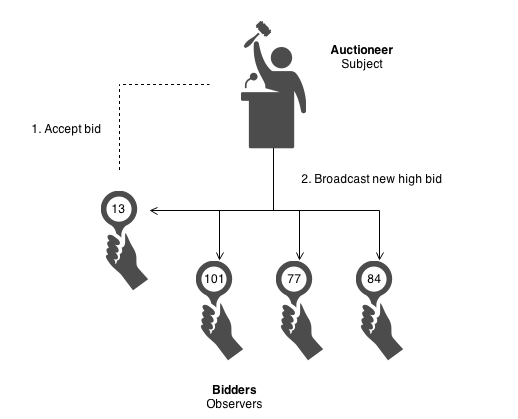 Auctioneer
Subject
1. Accept bid
2. Broadcast new high bid
13
101
77
84
Bidders
Observers